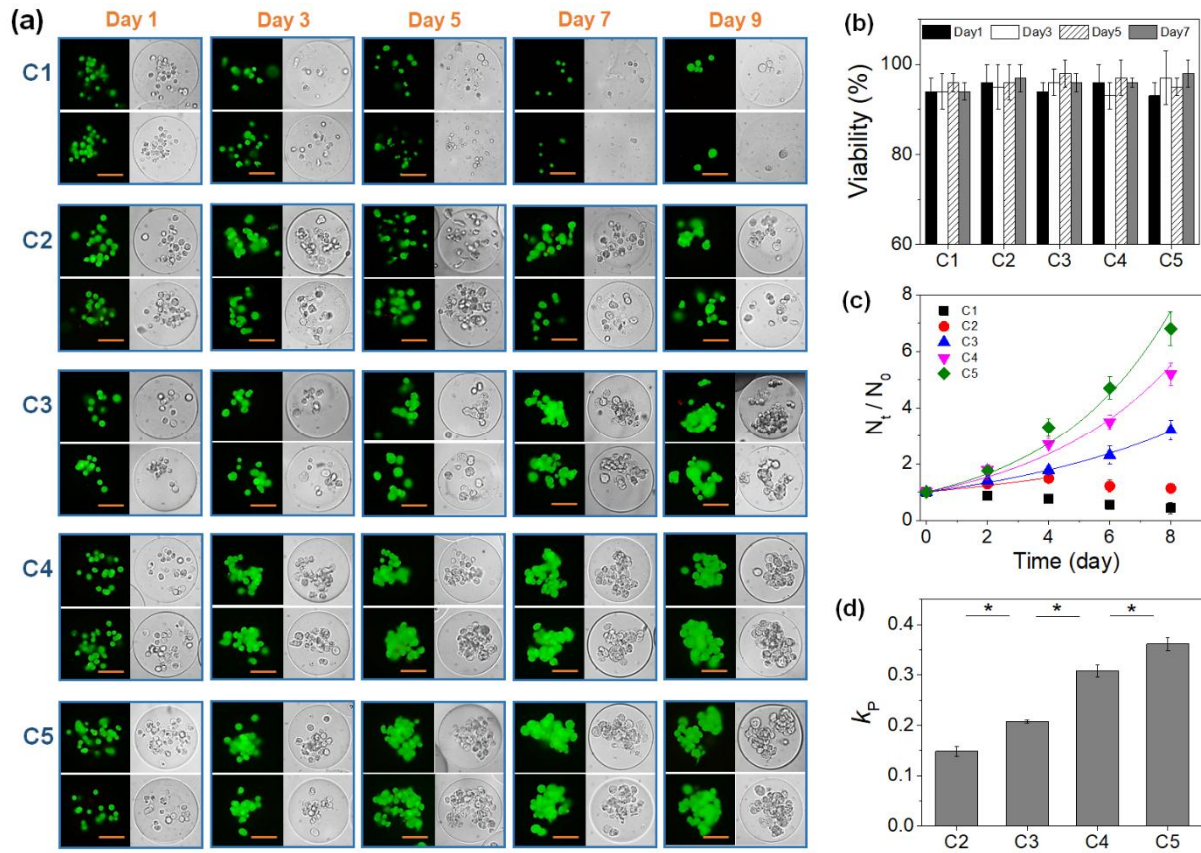 (a)
Day 1 Day 3 Day 5 Day 7 Day 9
C1
C2
C3
C4
C5
(b)
Day1 Day3 Day5 Day7
100
80
60
Viability (%)
C1 C2 C3 C4 C5
(c)
8
6
4
2
0
Nt / N0
C1
C2
C3
C4
C5
0 2 4 6 8
Time (day)
(d)
* * *
0.4
0.3
0.2
0.1
0.0
kP
C2 C3 C4 C5